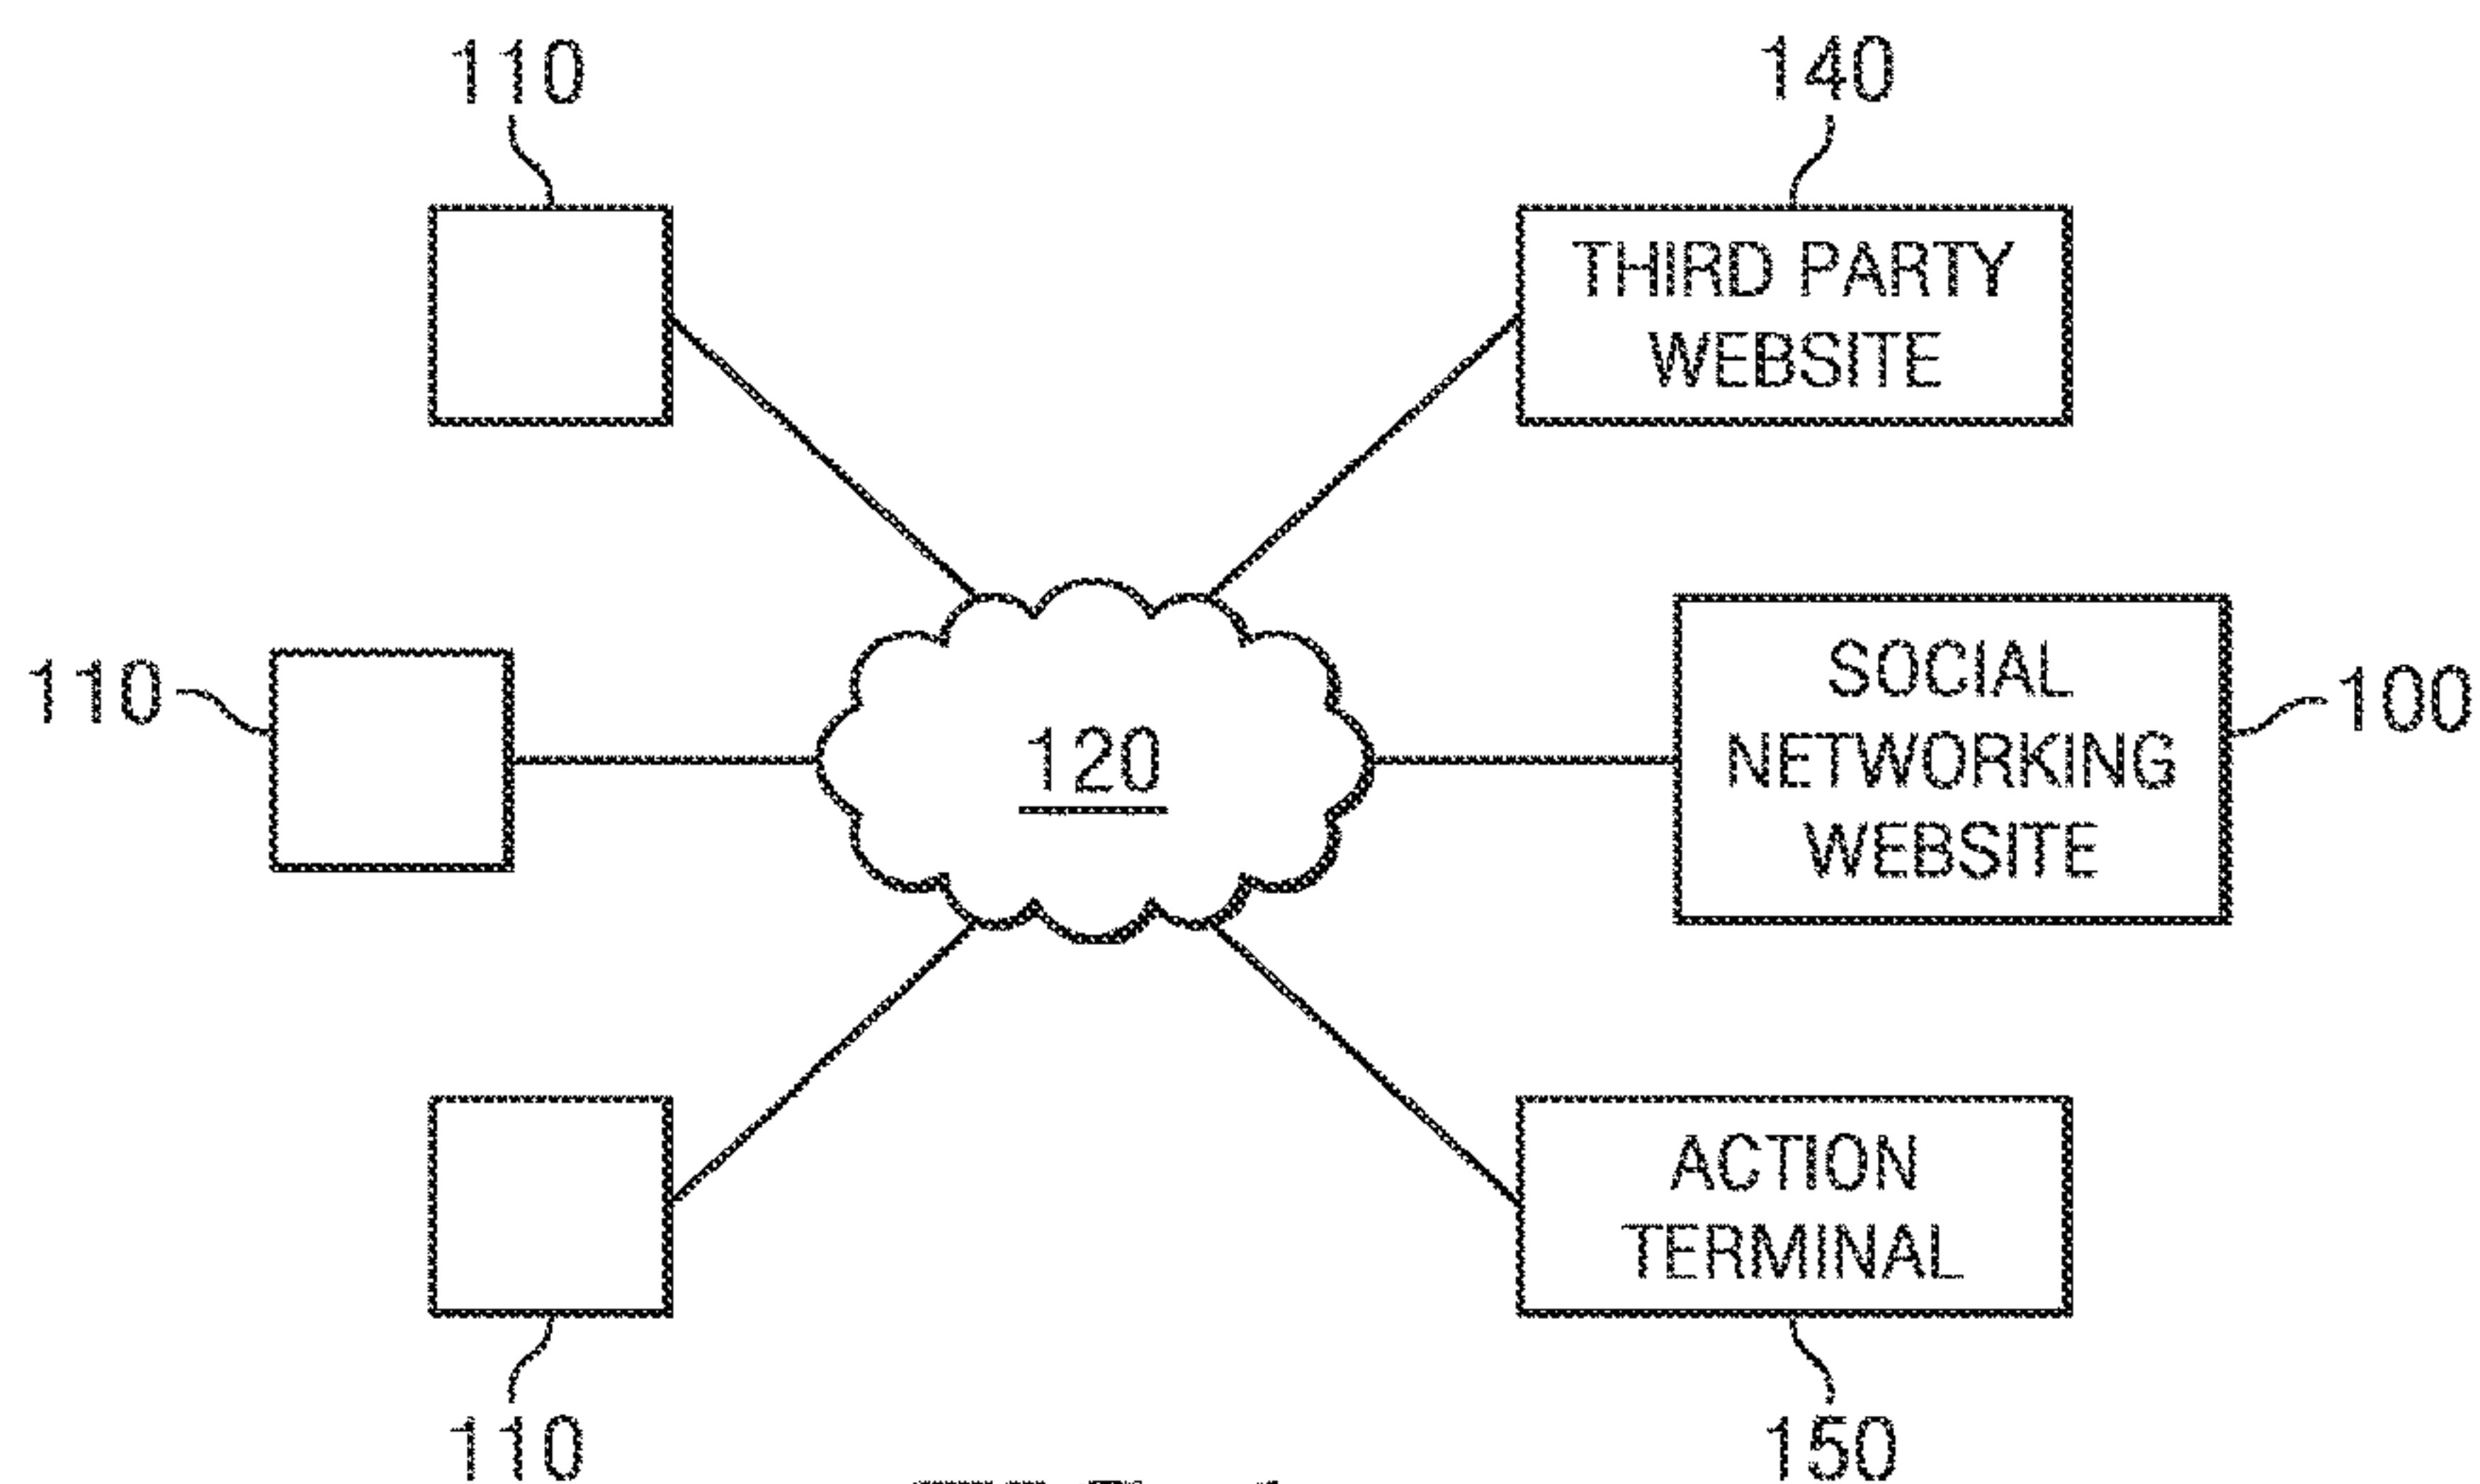 110
140
THIRD PARTY
WEBSITE
110
120
SOCIAL
NETWORKING
WEBSITE
100
ACTION
TERMINAL
110
150